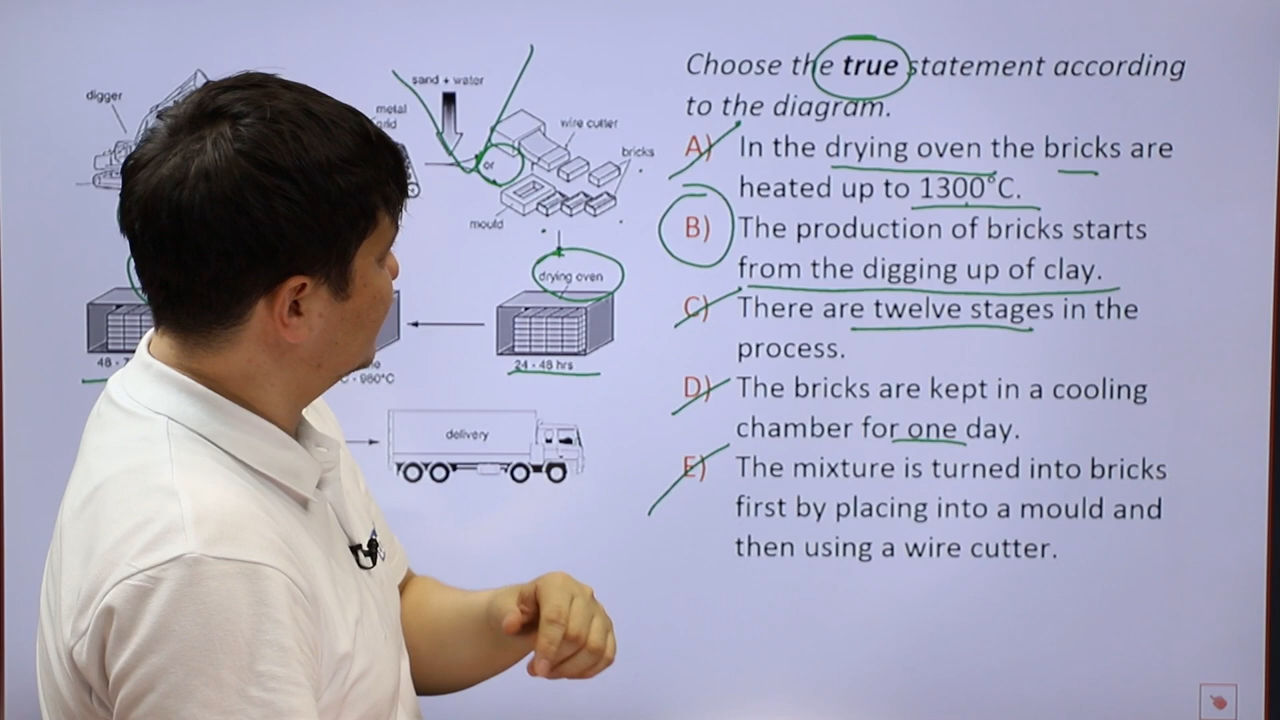 digger
metal
sand + water
wire cutter
or
bricks
mould
drying oven
24 - 48 hrs
delivery
Choose the true statement according
to the diagram.
A) In the drying oven the bricks are
heated up to 1300°C.
B) The production of bricks starts
from the digging up of clay.
C) There are twelve stages in the
process.
D) The bricks are kept in a cooling
chamber for one day.
E) The mixture is turned into bricks
first by placing into a mould and
then using a wire cutter.